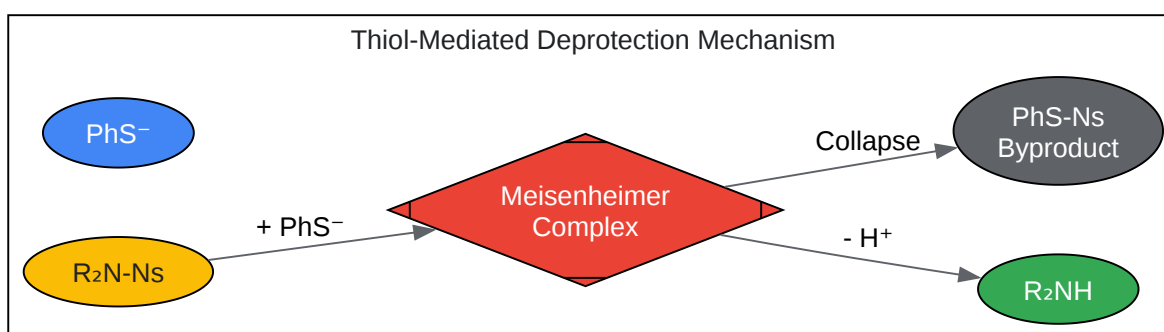 Thiol-Mediated Deprotection Mechanism
PhS⁻
R₂N-Ns
+ PhS⁻
Meisenheimer
Complex
Collapse
PhS-Ns
Byproduct
- H⁺
R₂NH